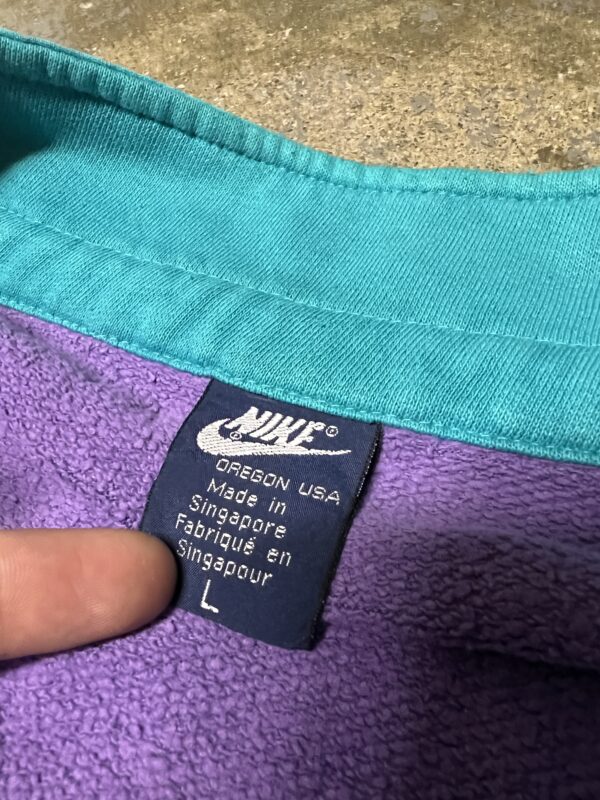 NIKE®
OREGON USA
Made in
Singapore
Fabriqué en
Singapour
L